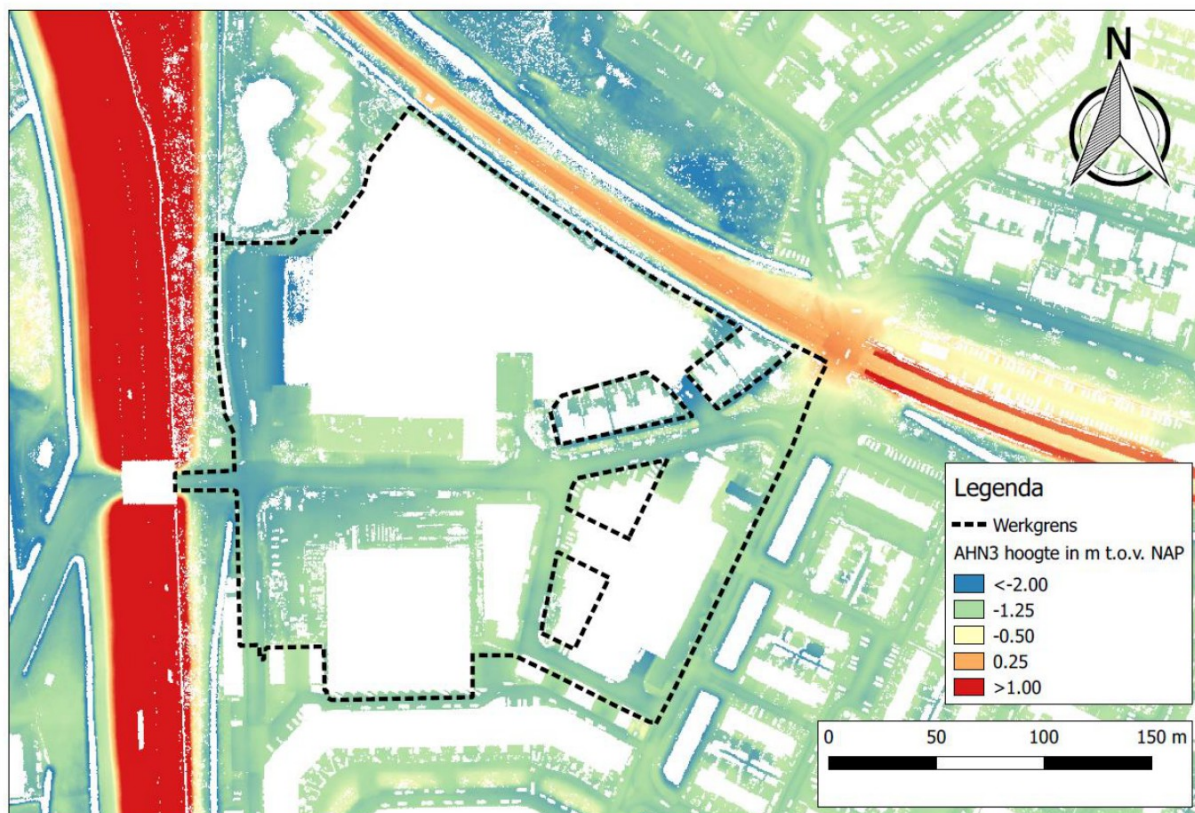 N
Legenda
Werkgrens
AHN3 hoogte in m t.o.v. NAP
<-2.00
-1.25
-0.50
0.25
>1.00
0 50 100 150 m